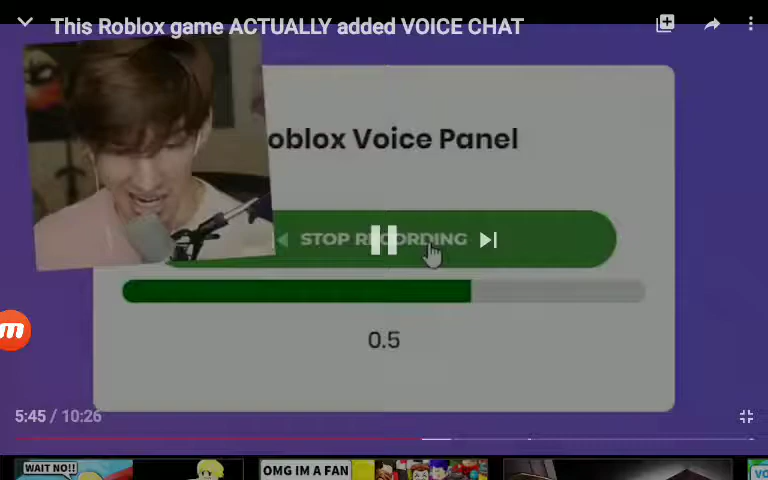 This Roblox game ACTUALLY added VOICE CHAT
oblox Voice Panel
STOP RECORDING
0.5
m
5:45 / 10:26
WAIT NO!!
OMG IM A FAN